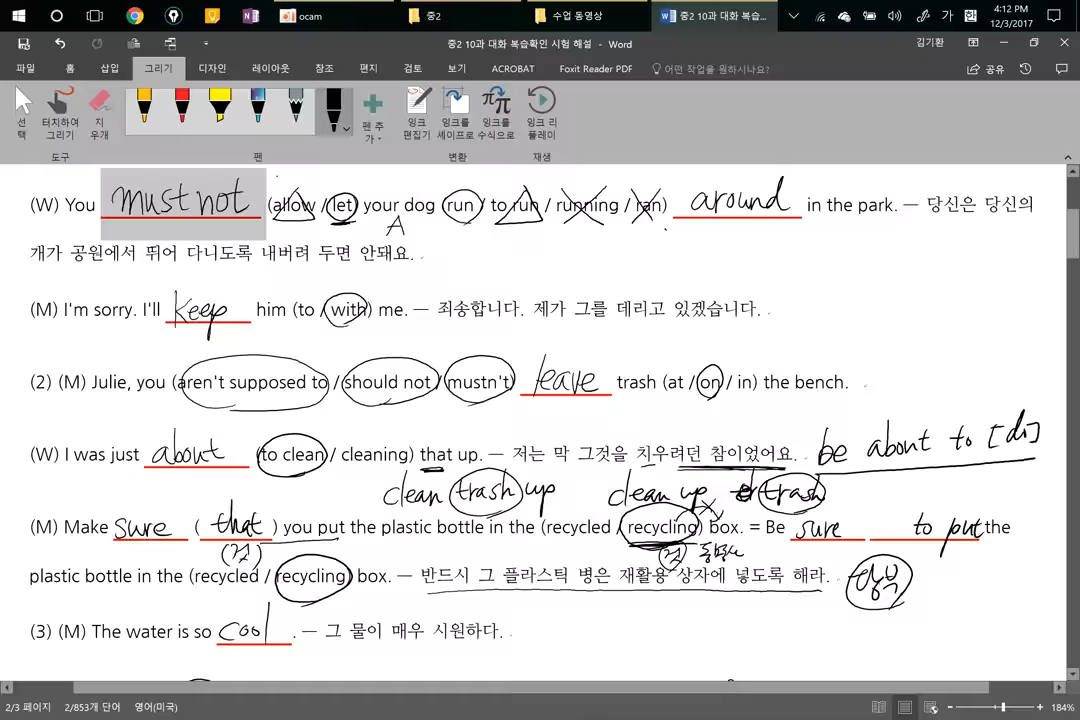 ocam 중2 수업 동영상 중2 10과 대화 복습... 가 한 4:12 PM
12/3/2017
중2 10과 대화 복습확인 시험 해설 - Word 김기환
파일 홈 삽입 그리기 디자인 레이아웃 참조 편지 검토 보기 ACROBAT Foxit Reader PDF 어떤 작업을 원하시나요? 공유
선택 터치하여 그리기 지우개 펜 추가 잉크 편집기 잉크를 셰이프로 잉크를 수식으로 잉크 리플레이
도구 펜 변환 재생
(W) You must not (allow / let your dog run / to run / running / ran) around in the park. – 당신은 당신의
A
개가 공원에서 뛰어 다니도록 내버려 두면 안돼요.
(M) I'm sorry. I'll keep him (to / with) me. – 죄송합니다. 제가 그를 데리고 있겠습니다.
(2) (M) Julie, you (aren't supposed to / should not / mustn't) leave trash (at / on / in) the bench.
(W) I was just about (to clean / cleaning) that up. – 저는 막 그것을 치우려던 참이었어요. be about to [do]
clean trash up clean up trash
(M) Make sure (that) you put the plastic bottle in the (recycled / recycling) box. = Be sure to put the
(접) 동명사
plastic bottle in the (recycled / recycling) box. – 반드시 그 플라스틱 병은 재활용 상자에 넣도록 해라.
(3) (M) The water is so cool. – 그 물이 매우 시원하다.
2/3 페이지 2/853개 단어 영어(미국) 184%